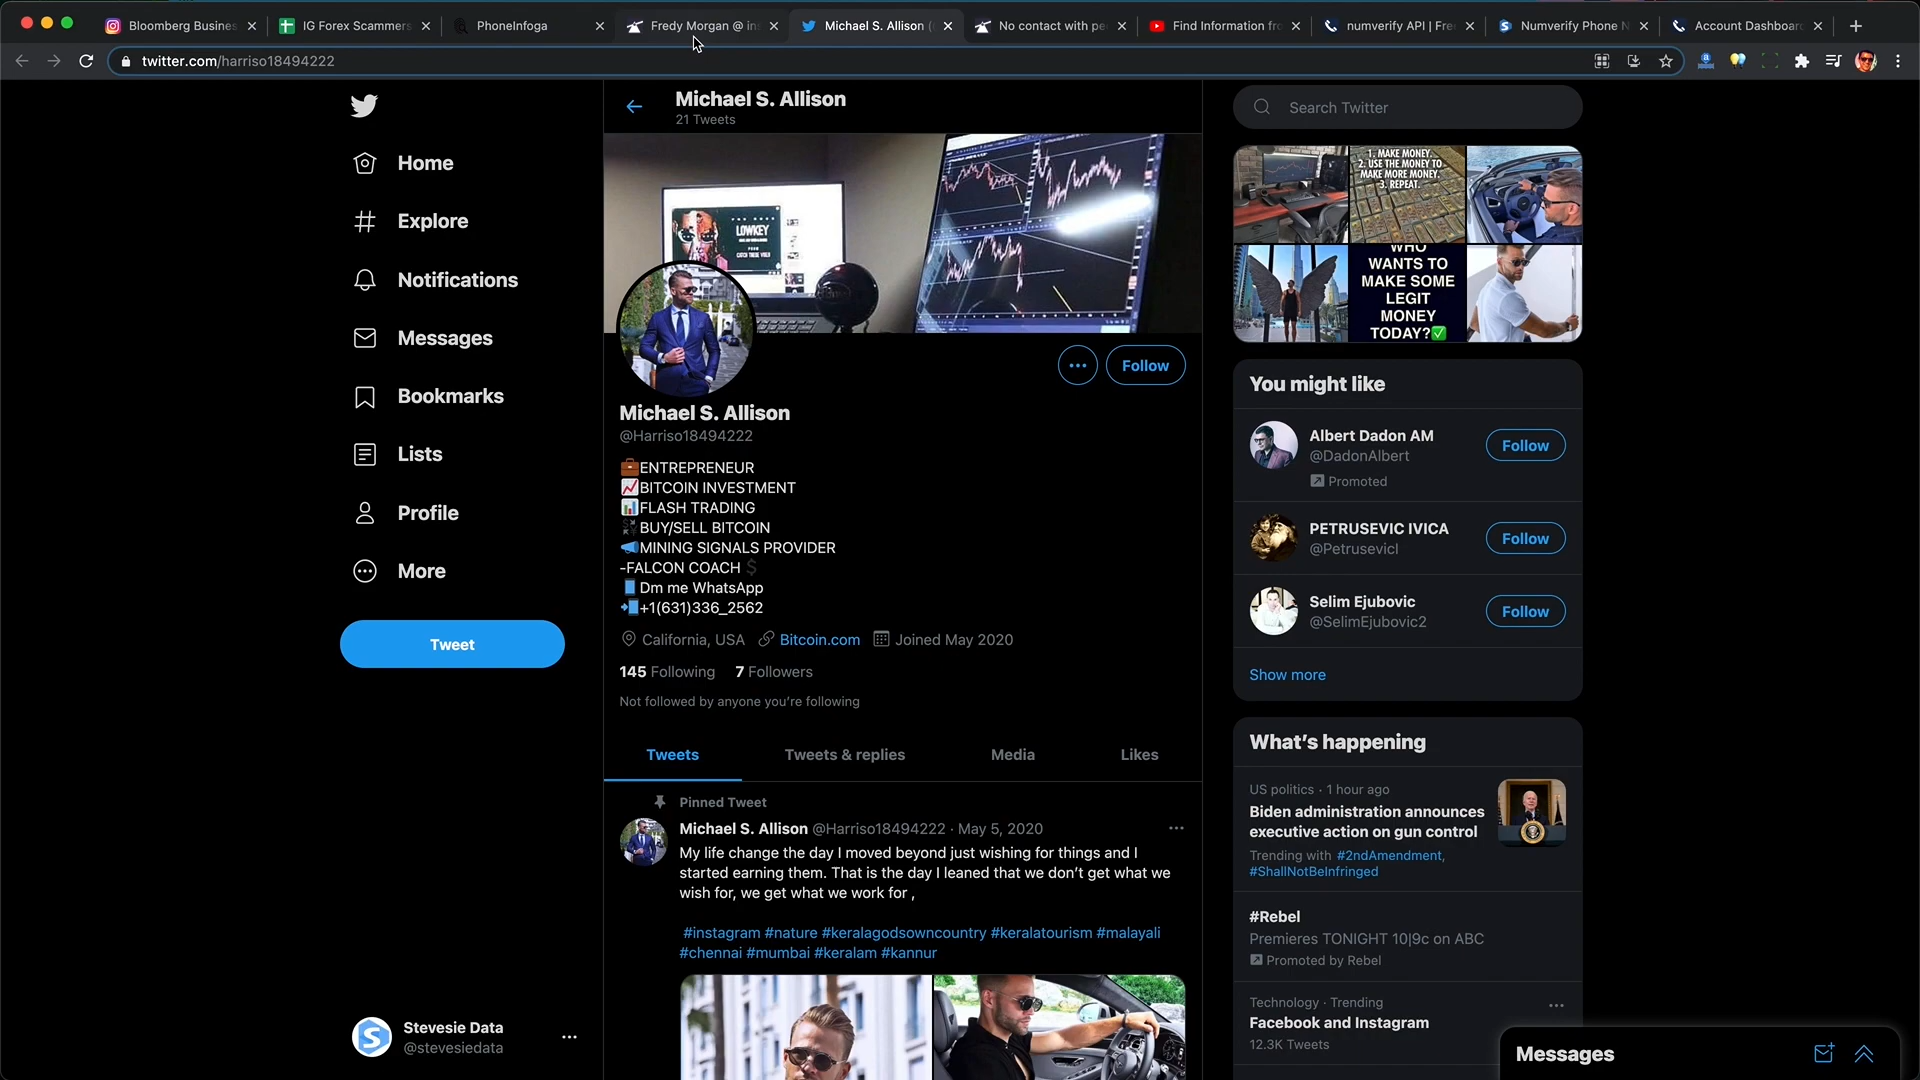 Bloomberg Busines
IG Forex Scammers
PhoneInfoga
Fredy Morgan @ in
Michael S. Allison (
No contact with pe
Find Information fro
numverify API | Fre
Numverify Phone N
Account Dashboard
twitter.com/harriso18494222
Home
Explore
Notifications
Messages
Bookmarks
Lists
Profile
More
Tweet
Stevesie Data
@stevesiedata
Michael S. Allison
21 Tweets
LOWKEY
Follow
Michael S. Allison
@Harriso18494222
💼ENTREPRENEUR
📈BITCOIN INVESTMENT
📊FLASH TRADING
💱BUY/SELL BITCOIN
📣MINING SIGNALS PROVIDER
-FALCON COACH 💲
📱Dm me WhatsApp
📲+1(631)336_2562
California, USA Bitcoin.com Joined May 2020
145 Following 7 Followers
Not followed by anyone you're following
Tweets Tweets & replies Media Likes
Pinned Tweet
Michael S. Allison @Harriso18494222 · May 5, 2020
My life change the day I moved beyond just wishing for things and I
started earning them. That is the day I leaned that we don't get what we
wish for, we get what we work for ,
#instagram #nature #keralagodsowncountry #keralatourism #malayali
#chennai #mumbai #keralam #kannur
Search Twitter
1. MAKE MONEY.
2. USE THE MONEY TO
MAKE MORE MONEY.
3. REPEAT.
WHO
WANTS TO
MAKE SOME
LEGIT
MONEY
TODAY?✅
You might like
Albert Dadon AM
@DadonAlbert
Promoted
Follow
PETRUSEVIC IVICA
@PetrusevicI
Follow
Selim Ejubovic
@SelimEjubovic2
Follow
Show more
What's happening
US politics · 1 hour ago
Biden administration announces
executive action on gun control
Trending with #2ndAmendment,
#ShallNotBeInfringed
#Rebel
Premieres TONIGHT 10|9c on ABC
Promoted by Rebel
Technology · Trending
Facebook and Instagram
12.3K Tweets
Messages